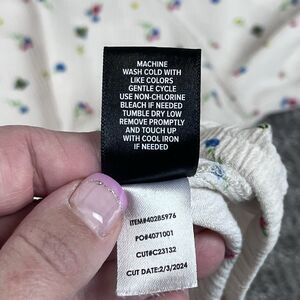 MACHINE
WASH COLD WITH
LIKE COLORS
GENTLE CYCLE
USE NON-CHLORINE
BLEACH IF NEEDED
TUMBLE DRY LOW
REMOVE PROMPTLY
AND TOUCH UP
WITH COOL IRON
IF NEEDED
ITEM#40285976
PO#4071001
CUT#C23132
CUT DATE:2/3/2024